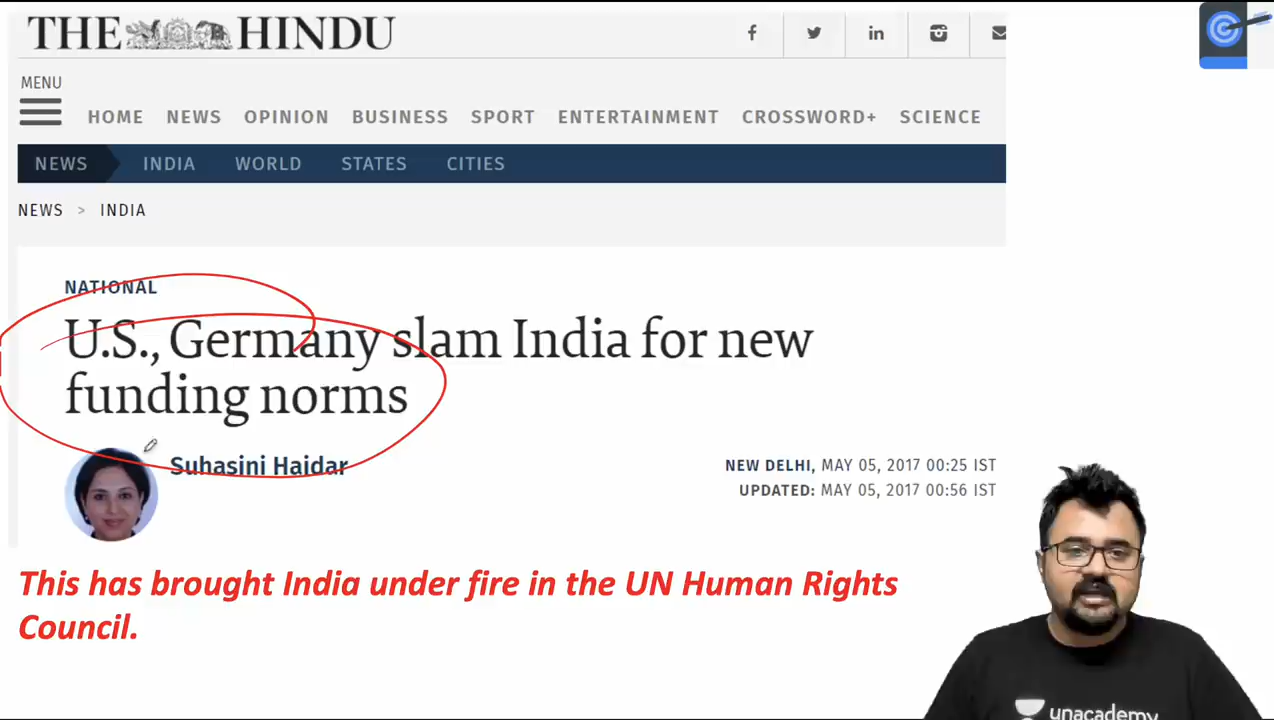 THE HINDU
MENU
HOME NEWS OPINION BUSINESS SPORT ENTERTAINMENT CROSSWORD+ SCIENCE
NEWS INDIA WORLD STATES CITIES
NEWS > INDIA
NATIONAL
U.S., Germany slam India for new
funding norms
Suhasini Haidar
NEW DELHI, MAY 05, 2017 00:25 IST
UPDATED: MAY 05, 2017 00:56 IST
This has brought India under fire in the UN Human Rights
Council.
unacademy